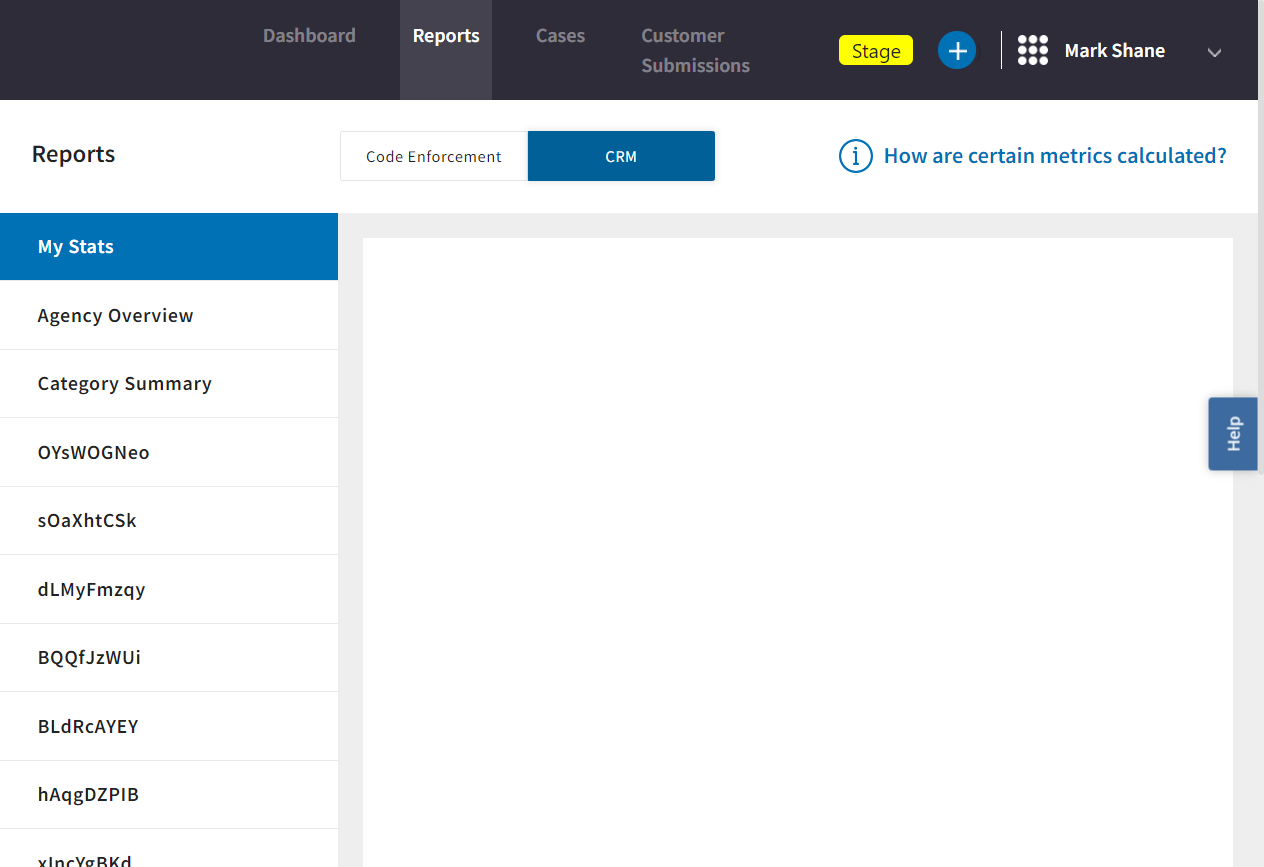 Dashboard
Reports
Cases
Customer
Submissions
Stage
Mark Shane
Reports
Code Enforcement
CRM
How are certain metrics calculated?
My Stats
Agency Overview
Category Summary
OYsWOGNeo
sOaXhtCSk
dLMyFmzqy
BQQfJzWUi
BLdRcAYEY
hAqgDZPIB
Help